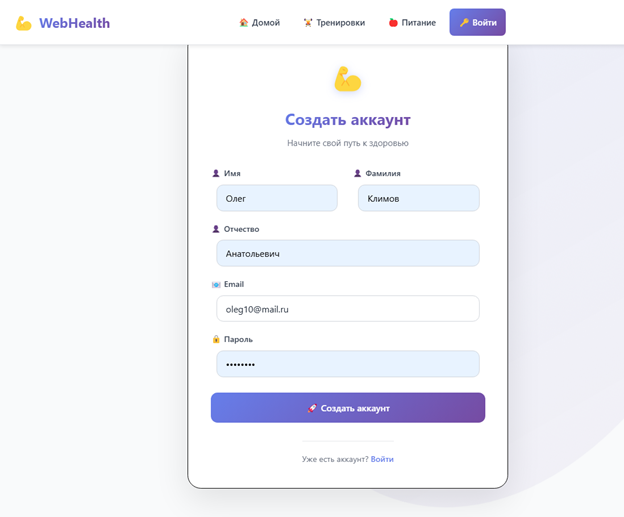 WebHealth
Домой Тренировки Питание Войти
Создать аккаунт
Начните свой путь к здоровью
Имя Фамилия
Олег Климов
Отчество
Анатольевич
Email
oleg10@mail.ru
Пароль
••••••••
Создать аккаунт
Уже есть аккаунт? Войти